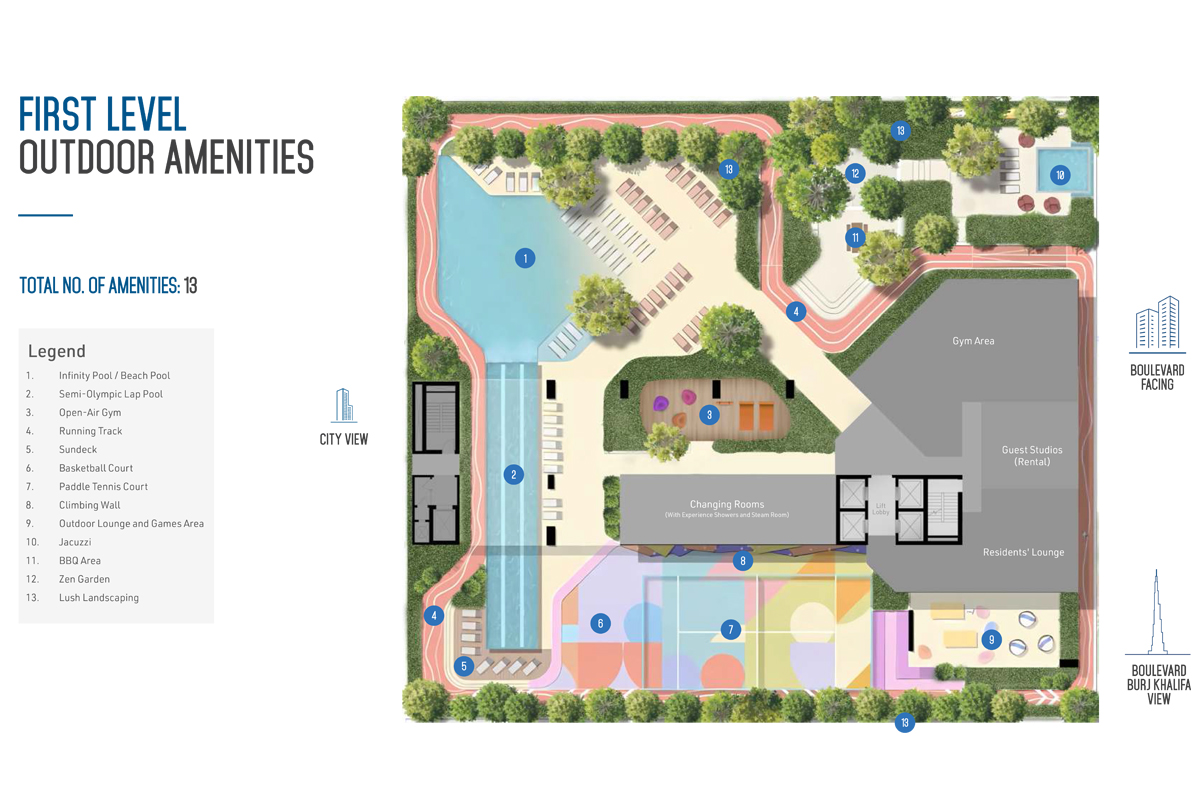 FIRST LEVEL
OUTDOOR AMENITIES
TOTAL NO. OF AMENITIES: 13
Legend
1. Infinity Pool / Beach Pool
2. Semi-Olympic Lap Pool
3. Open-Air Gym
4. Running Track
5. Sundeck
6. Basketball Court
7. Paddle Tennis Court
8. Climbing Wall
9. Outdoor Lounge and Games Area
10. Jacuzzi
11. BBQ Area
12. Zen Garden
13. Lush Landscaping
CITY VIEW
13
13
12
10
11
1
4
Gym Area
3
Guest Studios
(Rental)
2
Changing Rooms
(With Experience Showers and Steam Room)
Lift
Lobby
Residents' Lounge
8
4
6
7
9
5
13
BOULEVARD
FACING
BOULEVARD
BURJ KHALIFA
VIEW